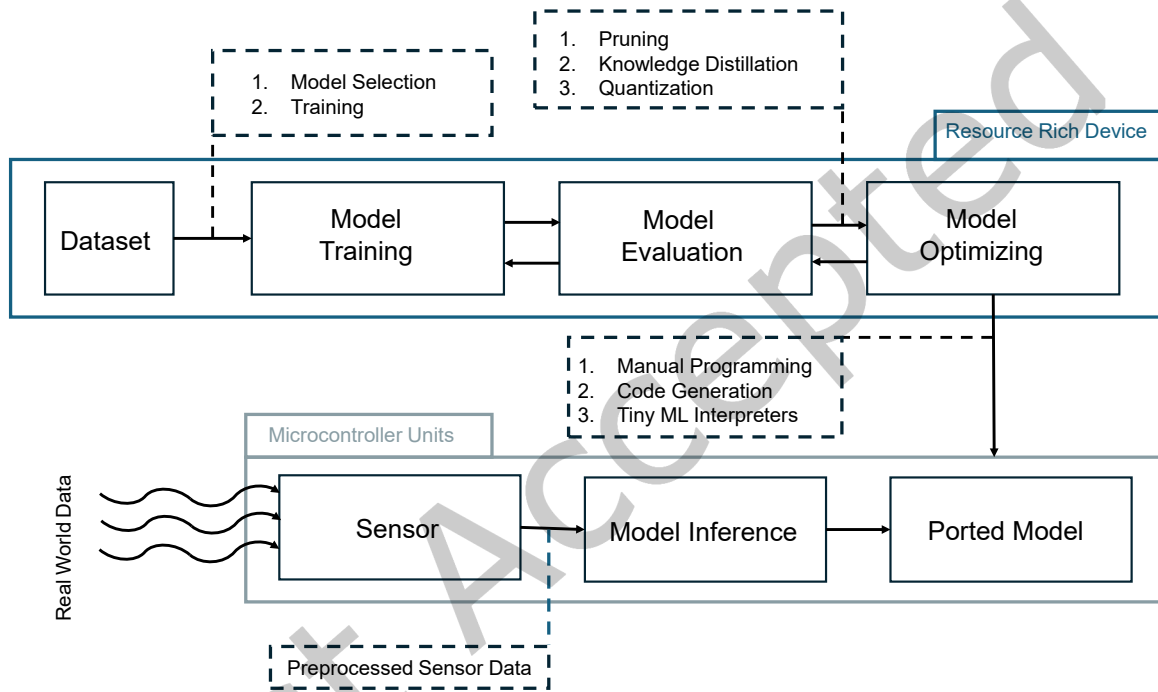 1. Pruning
2. Knowledge Distillation
3. Quantization
1. Model Selection
2. Training
Resource Rich Device
Dataset
Model
Training
Model
Evaluation
Model
Optimizing
1. Manual Programming
2. Code Generation
3. Tiny ML Interpreters
Microcontroller Units
Real World Data
Sensor
Model Inference
Ported Model
Preprocessed Sensor Data
Accepted